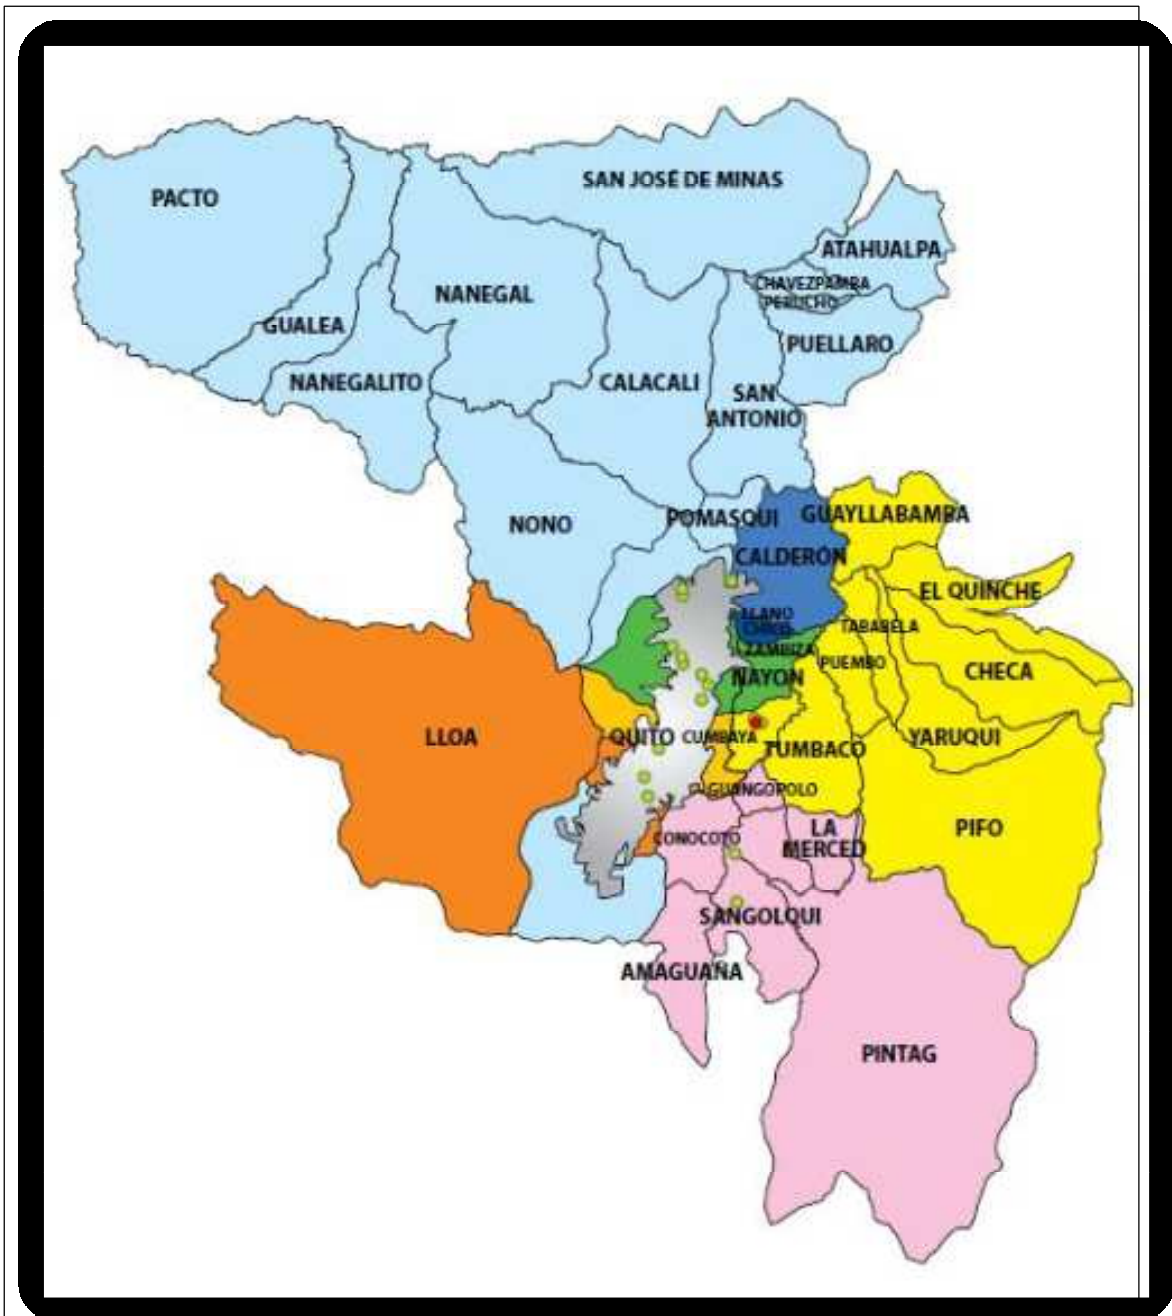 SAN JOSÉ DE MINAS
PACTO
ATAHUALPA
CHAVEZPAMBA
PERUCHO
NANEGAL
GUALEA
PUELLARO
NANEGALITO
CALACALI
SAN
ANTONIO
NONO
POMASQUI
GUAYLLABAMBA
CALDERÓN
EL QUINCHE
LLANO
CHICO
TABABELA
ZAMBIZA
PUEMBO
CHECA
NAYON
LLOA
QUITO
CUMBAYA
TUMBACO
YARUQUI
GUANGOPOLO
PIFO
CONOCOTO
LA
MERCED
SANGOLQUI
AMAGUAÑA
PINTAG